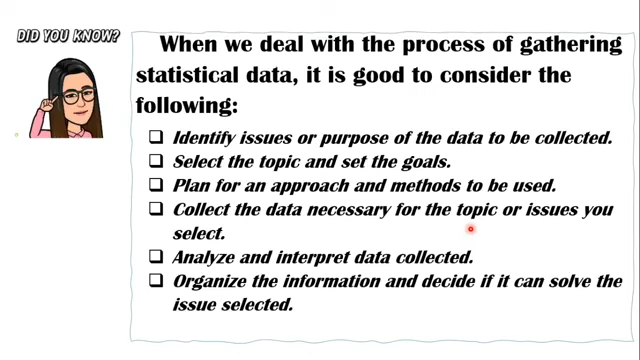 DID YOU KNOW?
When we deal with the process of gathering
statistical data, it is good to consider the
following:
Identify issues or purpose of the data to be collected.
Select the topic and set the goals.
Plan for an approach and methods to be used.
Collect the data necessary for the topic or issues you
select.
Analyze and interpret data collected.
Organize the information and decide if it can solve the
issue selected.